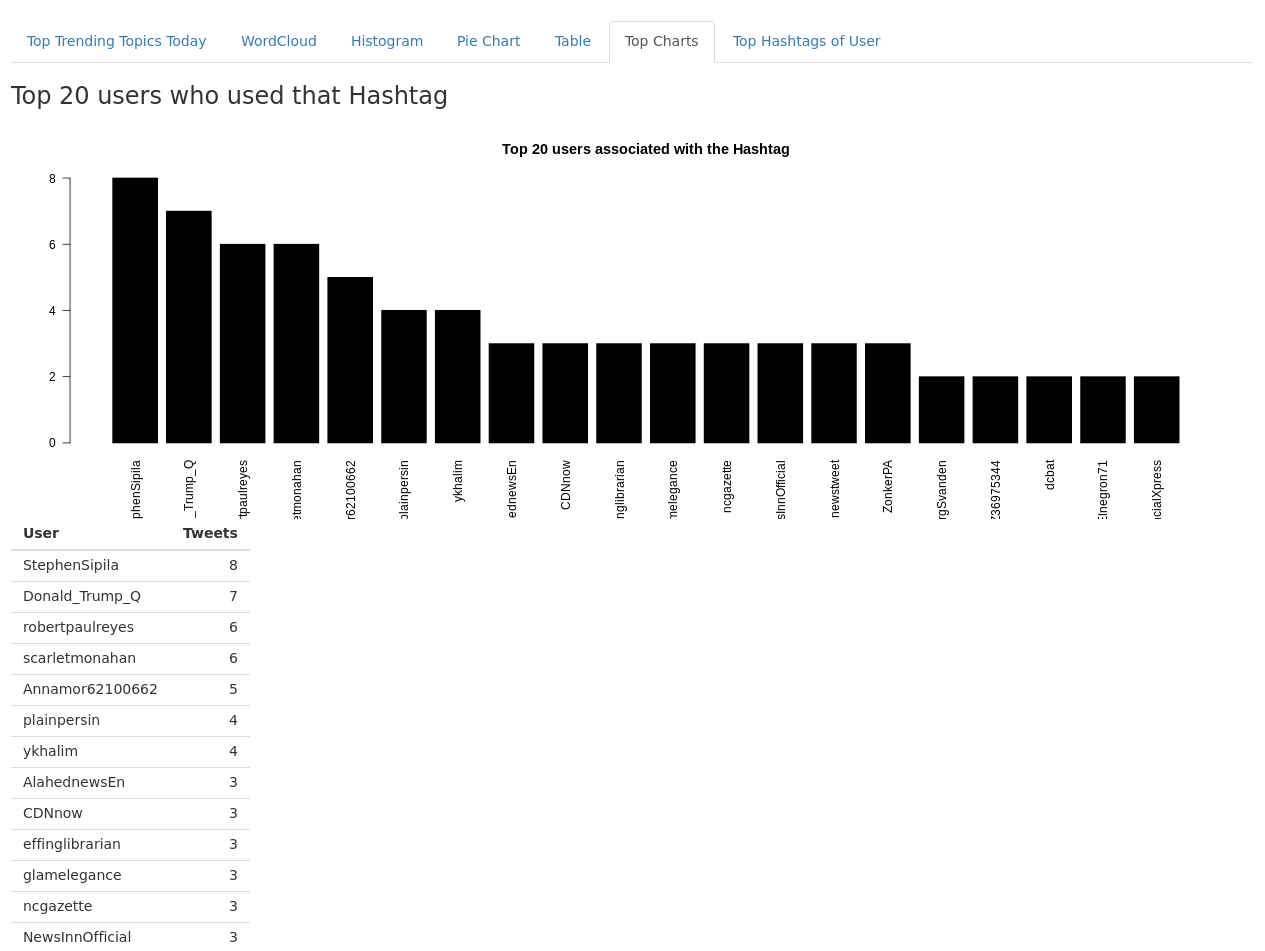 Top Trending Topics Today WordCloud Histogram Pie Chart Table Top Charts Top Hashtags of User
Top 20 users who used that Hashtag
Top 20 users associated with the Hashtag
8
6
4
2
0
phenSipila
_Trump_Q
rtpaulreyes
etmonahan
r62100662
plainpersin
ykhalim
ednewsEn
CDNnow
nglibrarian
melegance
ncgazette
sInnOfficial
newstweet
ZonkerPA
rgSvanden
736975344
dcbat
Elnegron71
ncialXpress
User Tweets
StephenSipila 8
Donald_Trump_Q 7
robertpaulreyes 6
scarletmonahan 6
Annamor62100662 5
plainpersin 4
ykhalim 4
AlahednewsEn 3
CDNnow 3
effinglibrarian 3
glamelegance 3
ncgazette 3
NewsInnOfficial 3